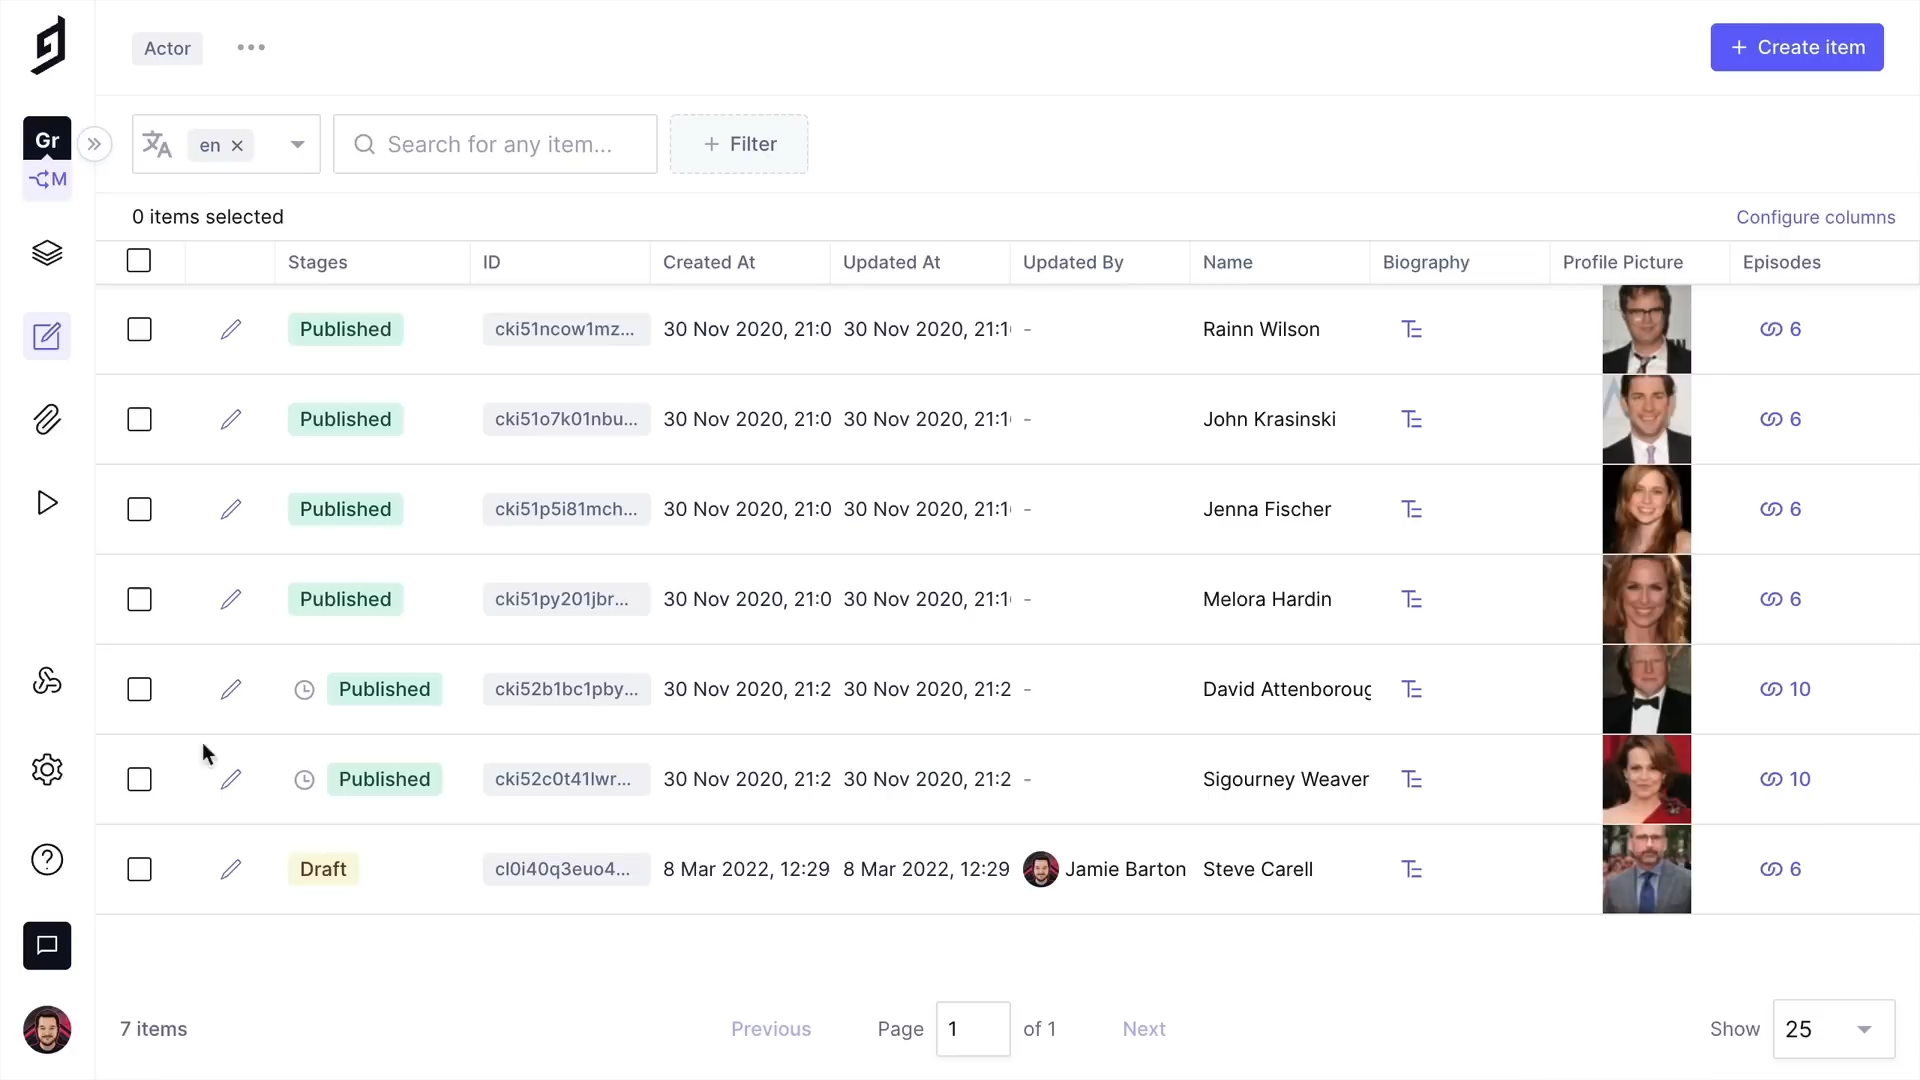 Actor
+ Create item
Gr
M
en
Search for any item...
+ Filter
0 items selected
Configure columns
Stages ID Created At Updated At Updated By Name Biography Profile Picture Episodes
Published cki51ncow1mz... 30 Nov 2020, 21:0 30 Nov 2020, 21:1 - Rainn Wilson 6
Published cki51o7k01nbu... 30 Nov 2020, 21:0 30 Nov 2020, 21:1 - John Krasinski 6
Published cki51p5i81mch... 30 Nov 2020, 21:0 30 Nov 2020, 21:1 - Jenna Fischer 6
Published cki51py201jbr... 30 Nov 2020, 21:0 30 Nov 2020, 21:1 - Melora Hardin 6
Published cki52b1bc1pby... 30 Nov 2020, 21:2 30 Nov 2020, 21:2 - David Attenboroug 10
Published cki52c0t41lwr... 30 Nov 2020, 21:2 30 Nov 2020, 21:2 - Sigourney Weaver 10
Draft cl0i40q3euo4... 8 Mar 2022, 12:29 8 Mar 2022, 12:29 Jamie Barton Steve Carell 6
7 items
Previous Page 1 of 1 Next
Show 25